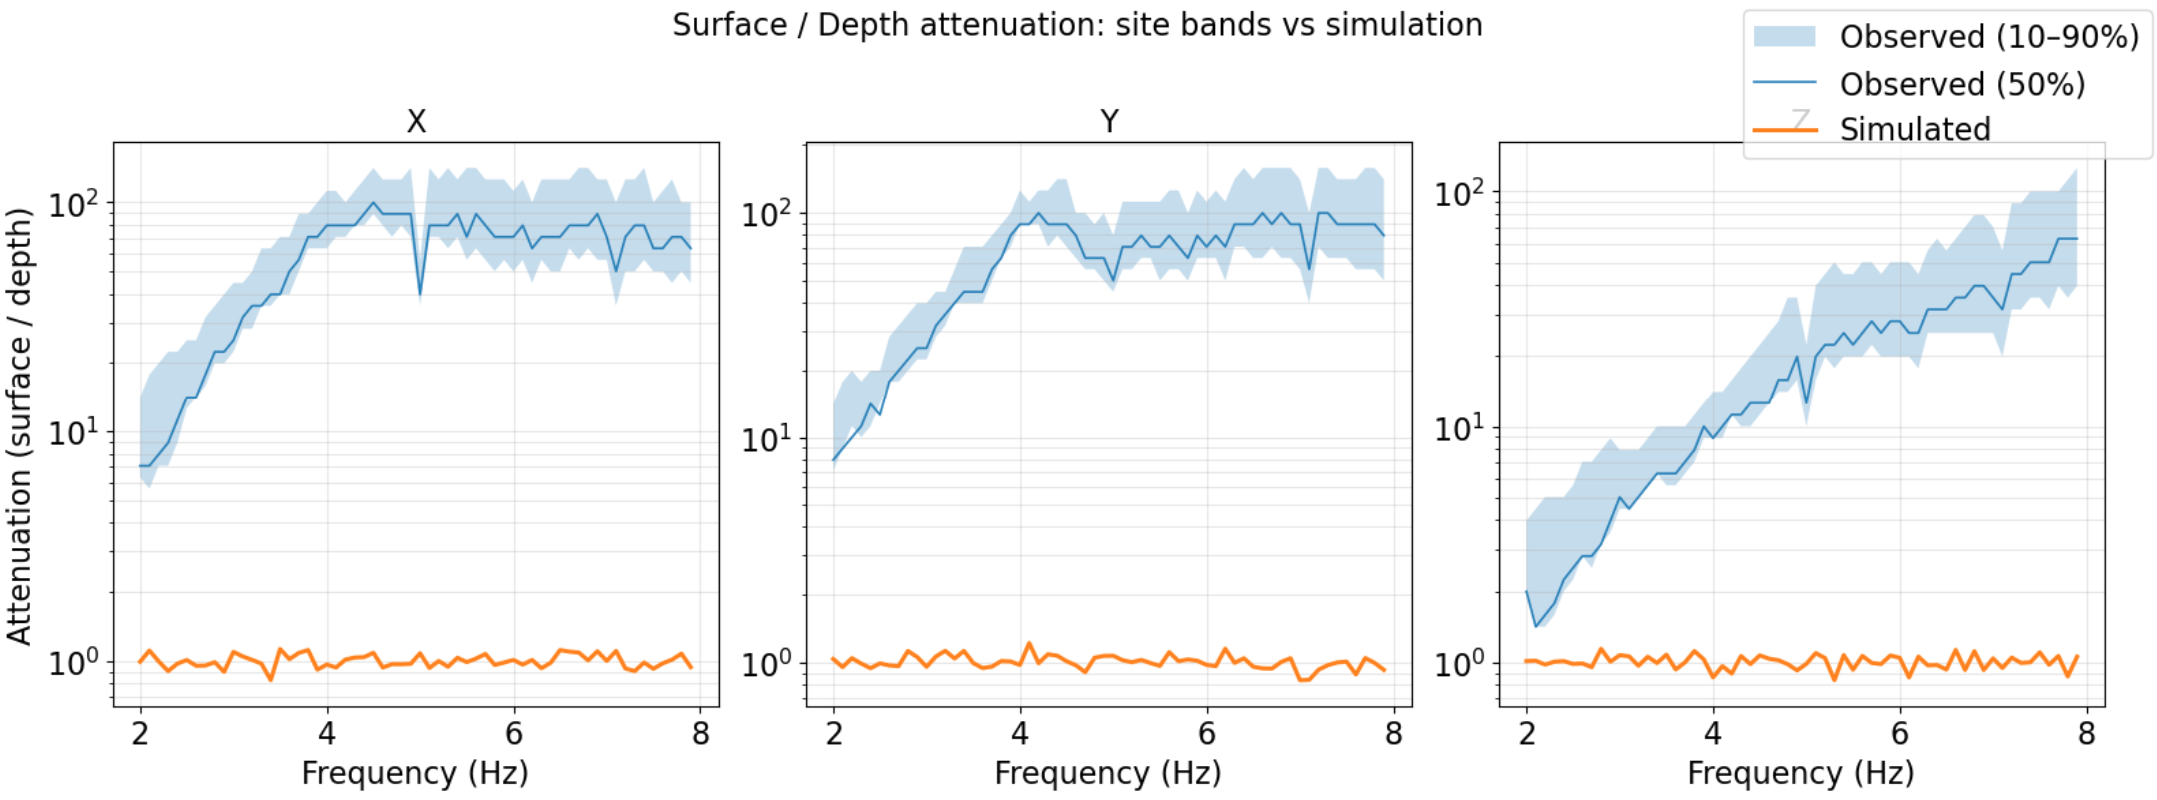 Surface / Depth attenuation: site bands vs simulation
Observed (10–90%)
Observed (50%)
Simulated
X
Y
Z
Attenuation (surface / depth)
10²
10¹
10⁰
2
4
6
8
Frequency (Hz)
10²
10¹
10⁰
2
4
6
8
Frequency (Hz)
10²
10¹
10⁰
2
4
6
8
Frequency (Hz)